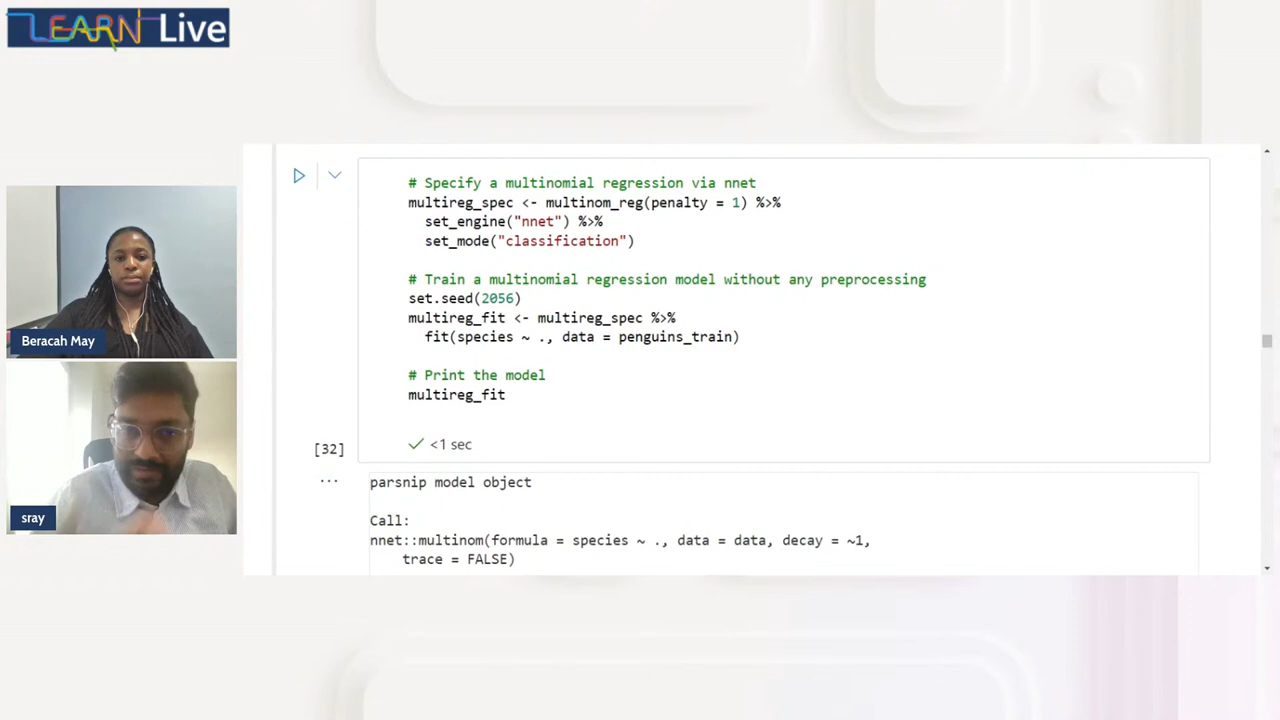 LEARN Live
# Specify a multinomial regression via nnet
multireg_spec <- multinom_reg(penalty = 1) %>%
set_engine("nnet") %>%
set_mode("classification")
# Train a multinomial regression model without any preprocessing
set.seed(2056)
multireg_fit <- multireg_spec %>%
fit(species ~ ., data = penguins_train)
# Print the model
multireg_fit
[32]
<1 sec
...
parsnip model object
Call:
nnet::multinom(formula = species ~ ., data = data, decay = ~1,
trace = FALSE)
Beracah May
sray